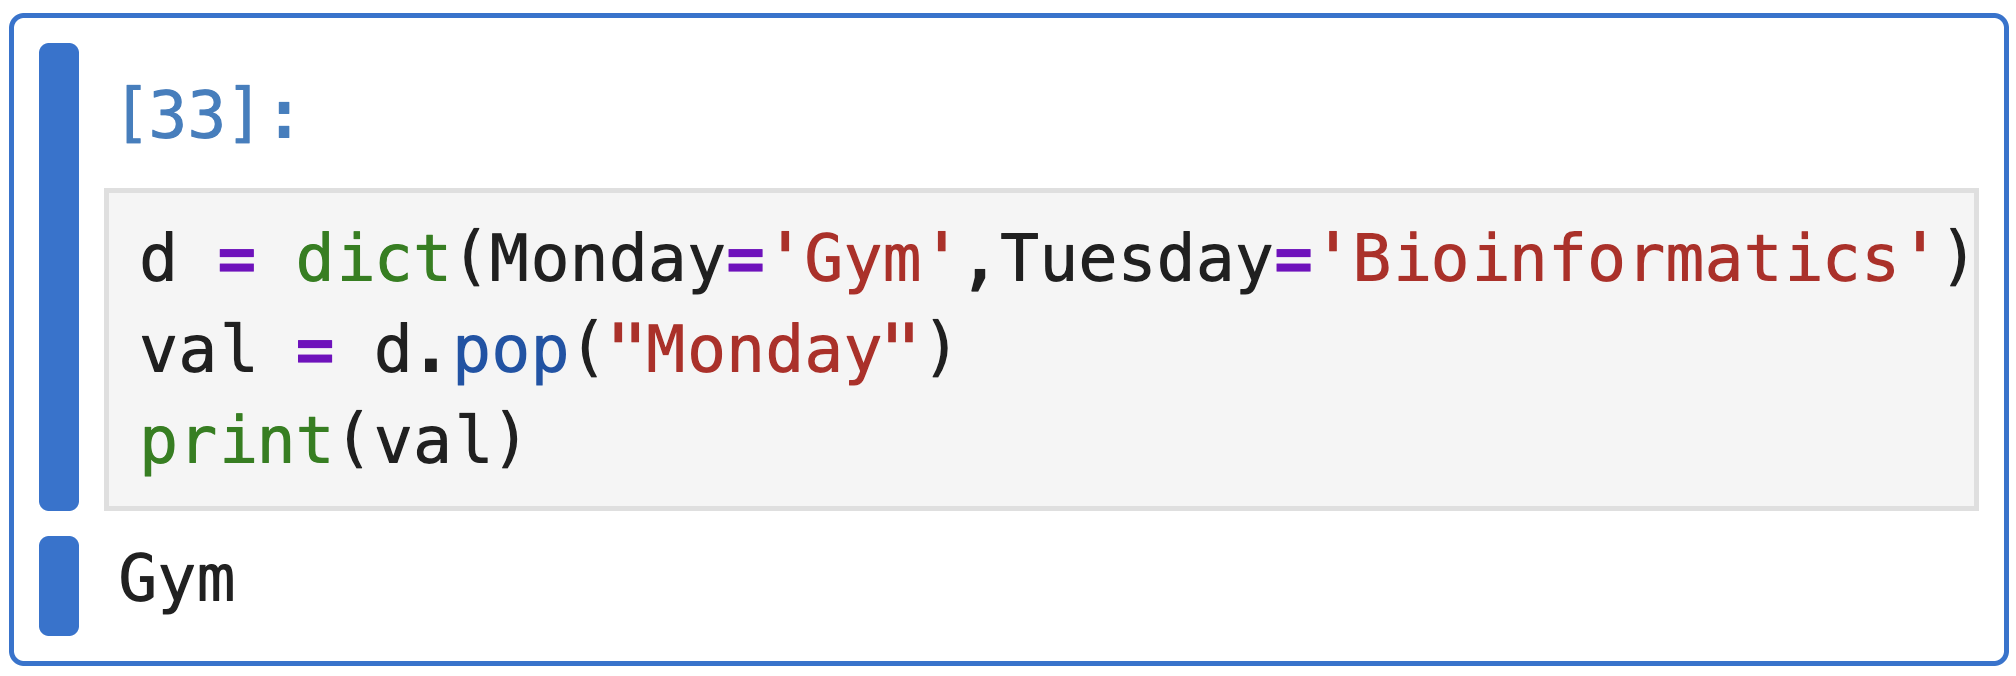 [33]:
d = dict(Monday='Gym',Tuesday='Bioinformatics')
val = d.pop("Monday")
print(val)
Gym